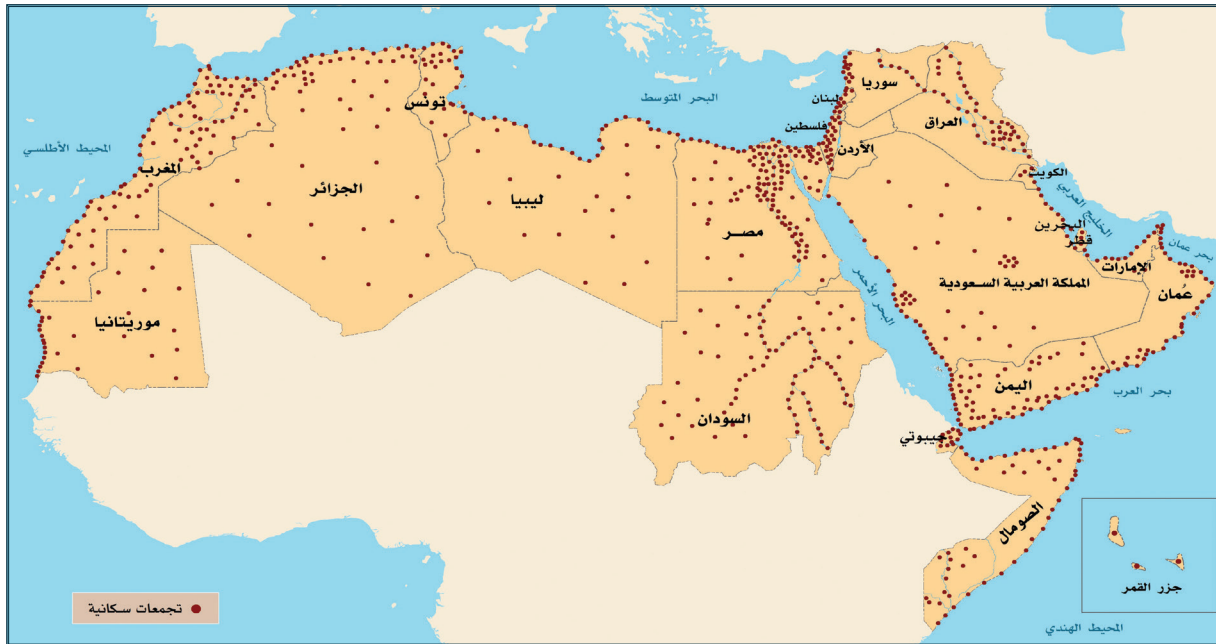 البحر المتوسط
المحيط الأطلسي
سوريا
لبنان
تونس
فلسطين
العراق
الأردن
المغرب
الكويت
الجزائر
ليبيا
الخليج العربي
البحرين
مصر
قطر
بحر عمان
الإمارات
المملكة العربية السعودية
عُمان
البحر الأحمر
موريتانيا
اليمن
بحر العرب
السودان
جيبوتي
الصومال
جزر القمر
تجمعات سكانية
المحيط الهندي